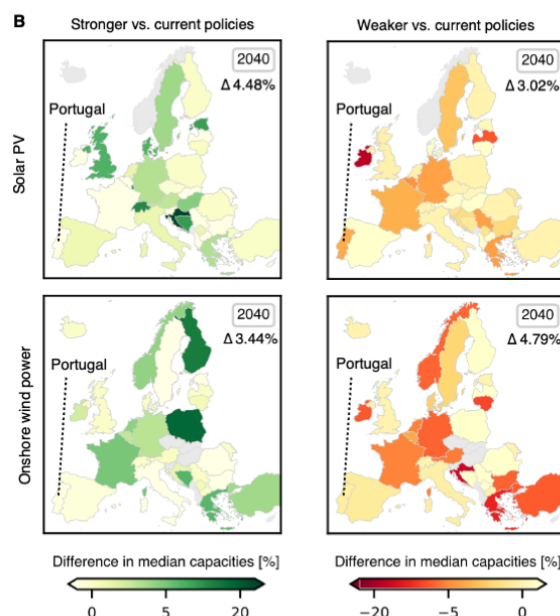 B
Stronger vs. current policies
Weaker vs. current policies
Solar PV
2040
Δ 4.48%
Portugal
2040
Δ 3.02%
Portugal
Onshore wind power
2040
Δ 3.44%
Portugal
2040
Δ 4.79%
Portugal
Difference in median capacities [%]
0 5 20
Difference in median capacities [%]
−20 −5 0